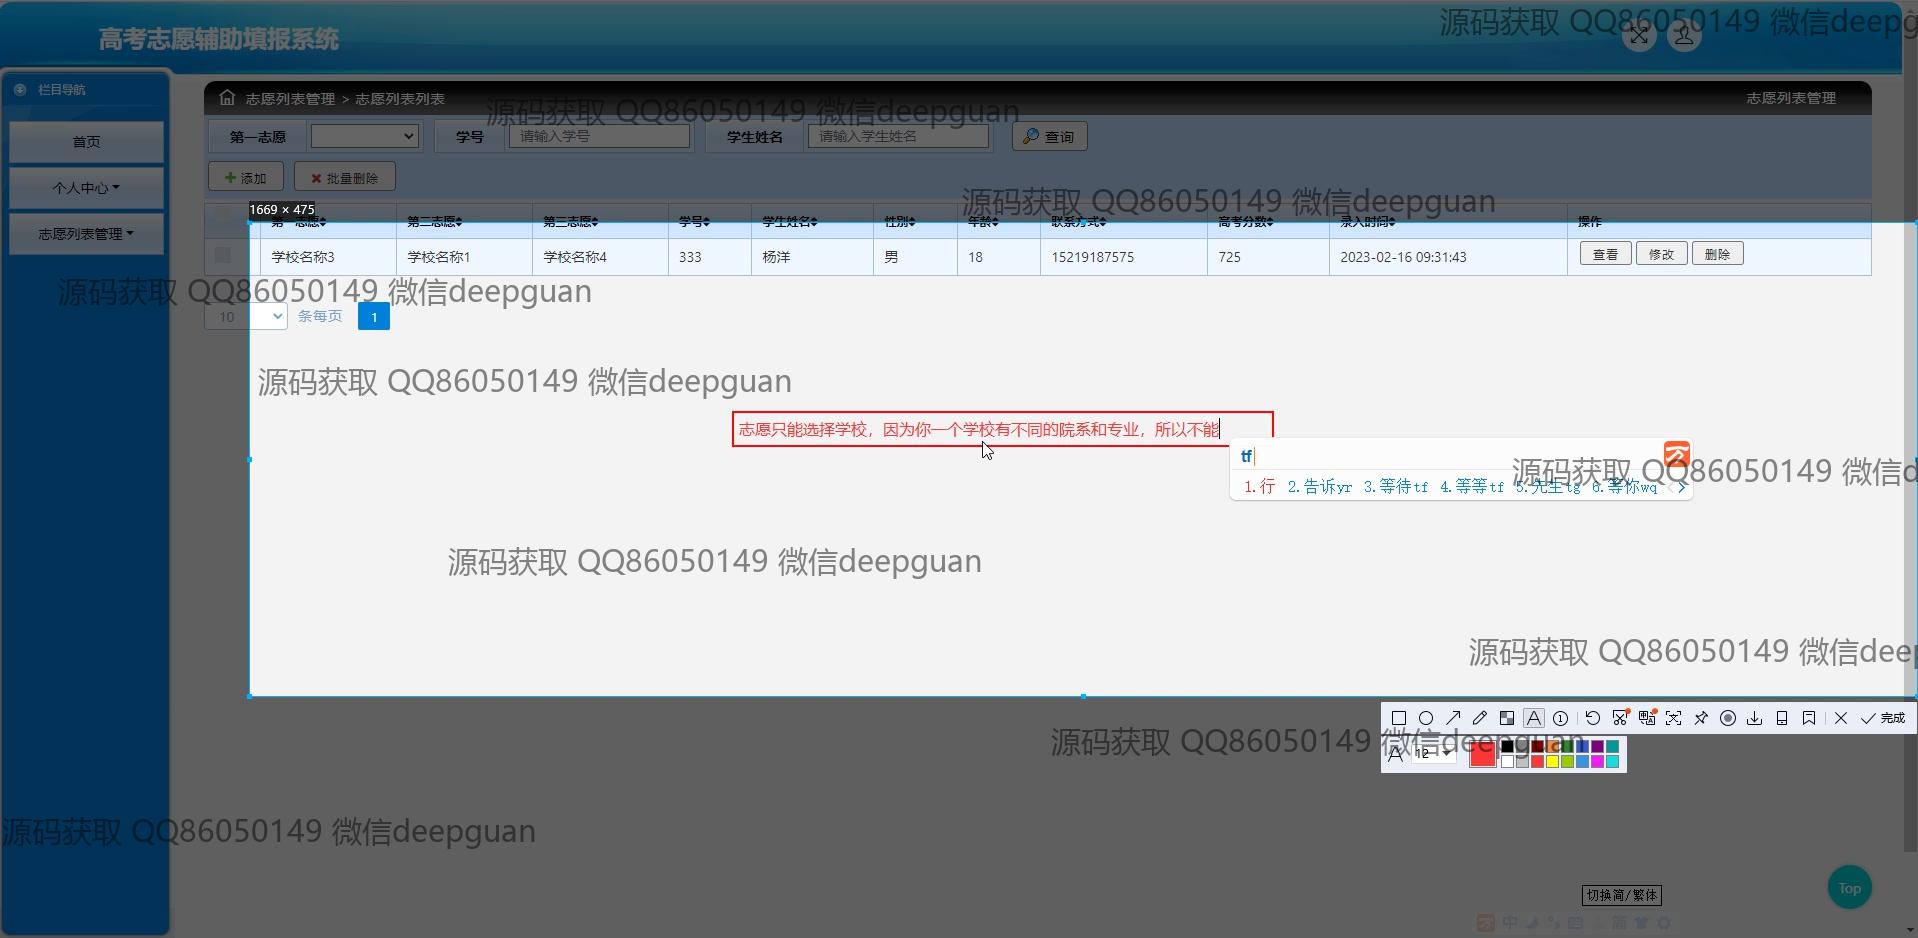 高考志愿辅助填报系统
源码获取 QQ86050149 微信deepg
栏目导航
首页
个人中心
志愿列表管理
志愿列表管理 > 志愿列表列表
志愿列表管理
源码获取 QQ86050149 微信deepguan
第一志愿
学号
请输入学号
学生姓名
请输入学生姓名
查询
添加
批量删除
源码获取 QQ86050149 微信deepguan
1669 × 475
第一志愿 第二志愿 第三志愿 学号 学生姓名 性别 年龄 联系方式 高考分数 录入时间 操作
学校名称3 学校名称1 学校名称4 333 杨洋 男 18 15219187575 725 2023-02-16 09:31:43 查看 修改 删除
源码获取 QQ86050149 微信deepguan
10 条每页 1
源码获取 QQ86050149 微信deepguan
志愿只能选择学校，因为你一个学校有不同的院系和专业，所以不能
tf
1.行 2.告诉yr 3.等待tf 4.等等tf 5.先生tg 6.等你wq
源码获取 QQ86050149 微信d
源码获取 QQ86050149 微信deepguan
源码获取 QQ86050149 微信dee
完成
源码获取 QQ86050149 微信deepguan
A 12
源码获取 QQ86050149 微信deepguan
Top
切换简/繁体
中
简